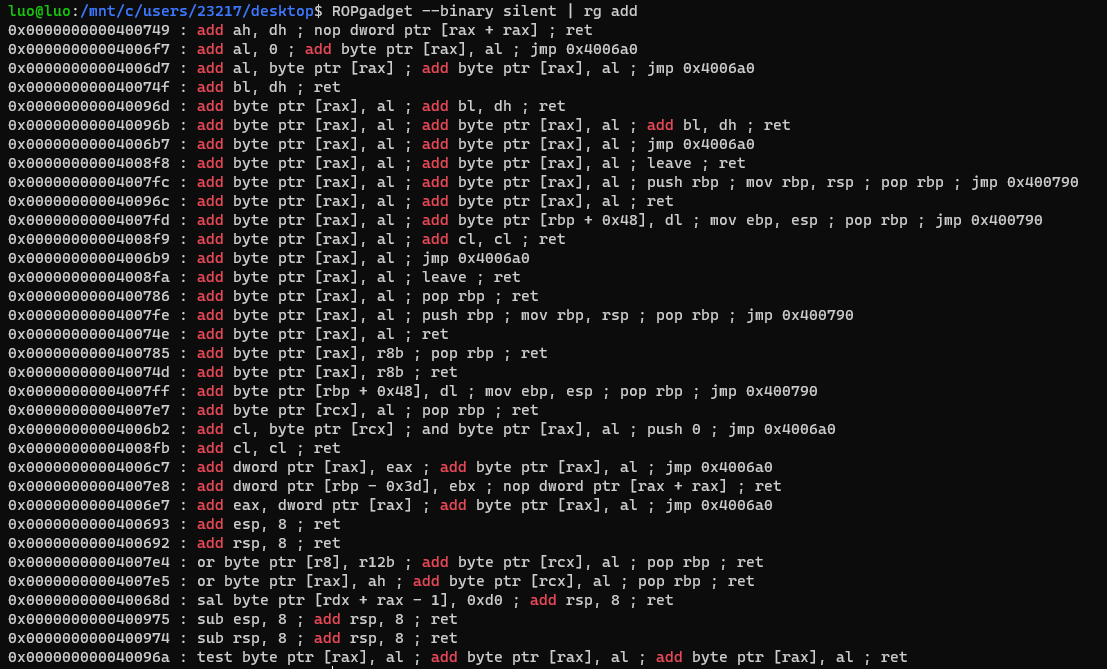 luo@luo:/mnt/c/users/23217/desktop$ ROPgadget --binary silent | rg add
0x0000000000400749 : add ah, dh ; nop dword ptr [rax + rax] ; ret
0x00000000004006f7 : add al, 0 ; add byte ptr [rax], al ; jmp 0x4006a0
0x00000000004006d7 : add al, byte ptr [rax] ; add byte ptr [rax], al ; jmp 0x4006a0
0x000000000040074f : add bl, dh ; ret
0x000000000040096d : add byte ptr [rax], al ; add bl, dh ; ret
0x000000000040096b : add byte ptr [rax], al ; add byte ptr [rax], al ; add bl, dh ; ret
0x00000000004006b7 : add byte ptr [rax], al ; add byte ptr [rax], al ; jmp 0x4006a0
0x00000000004008f8 : add byte ptr [rax], al ; add byte ptr [rax], al ; leave ; ret
0x00000000004007fc : add byte ptr [rax], al ; add byte ptr [rax], al ; push rbp ; mov rbp, rsp ; pop rbp ; jmp 0x400790
0x000000000040096c : add byte ptr [rax], al ; add byte ptr [rax], al ; ret
0x00000000004007fd : add byte ptr [rax], al ; add byte ptr [rbp + 0x48], dl ; mov ebp, esp ; pop rbp ; jmp 0x400790
0x00000000004008f9 : add byte ptr [rax], al ; add cl, cl ; ret
0x00000000004006b9 : add byte ptr [rax], al ; jmp 0x4006a0
0x00000000004008fa : add byte ptr [rax], al ; leave ; ret
0x0000000000400786 : add byte ptr [rax], al ; pop rbp ; ret
0x00000000004007fe : add byte ptr [rax], al ; push rbp ; mov rbp, rsp ; pop rbp ; jmp 0x400790
0x000000000040074e : add byte ptr [rax], al ; ret
0x0000000000400785 : add byte ptr [rax], r8b ; pop rbp ; ret
0x000000000040074d : add byte ptr [rax], r8b ; ret
0x00000000004007ff : add byte ptr [rbp + 0x48], dl ; mov ebp, esp ; pop rbp ; jmp 0x400790
0x00000000004007e7 : add byte ptr [rcx], al ; pop rbp ; ret
0x00000000004006b2 : add cl, byte ptr [rcx] ; and byte ptr [rax], al ; push 0 ; jmp 0x4006a0
0x00000000004008fb : add cl, cl ; ret
0x00000000004006c7 : add dword ptr [rax], eax ; add byte ptr [rax], al ; jmp 0x4006a0
0x00000000004007e8 : add dword ptr [rbp - 0x3d], ebx ; nop dword ptr [rax + rax] ; ret
0x00000000004006e7 : add eax, dword ptr [rax] ; add byte ptr [rax], al ; jmp 0x4006a0
0x0000000000400693 : add esp, 8 ; ret
0x0000000000400692 : add rsp, 8 ; ret
0x00000000004007e4 : or byte ptr [r8], r12b ; add byte ptr [rcx], al ; pop rbp ; ret
0x00000000004007e5 : or byte ptr [rax], ah ; add byte ptr [rcx], al ; pop rbp ; ret
0x000000000040068d : sal byte ptr [rdx + rax - 1], 0xd0 ; add rsp, 8 ; ret
0x0000000000400975 : sub esp, 8 ; add rsp, 8 ; ret
0x0000000000400974 : sub rsp, 8 ; add rsp, 8 ; ret
0x000000000040096a : test byte ptr [rax], al ; add byte ptr [rax], al ; add byte ptr [rax], al ; ret